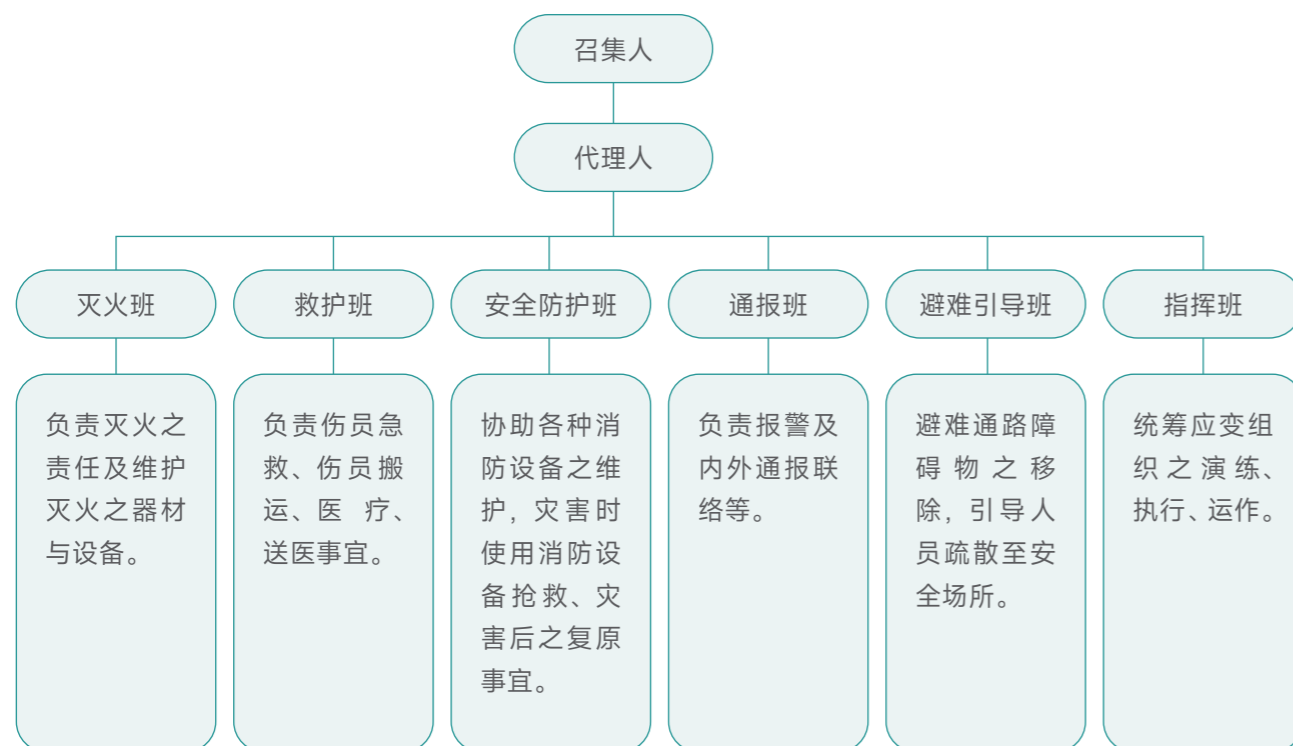 召集人
代理人
灭火班
救护班
安全防护班
通报班
避难引导班
指挥班
负责灭火之
责任及维护
灭火之器材
与设备。
负责伤员急
救、伤员搬
运、医疗、
送医事宜。
协助各种消
防设备之维
护，灾害时
使用消防设
备抢救、灾
害后之复原
事宜。
负责报警及
内外通报联
络等。
避难通路障
碍物之移
除，引导人
员疏散至安
全场所。
统筹应变组
织之演练、
执行、运作。